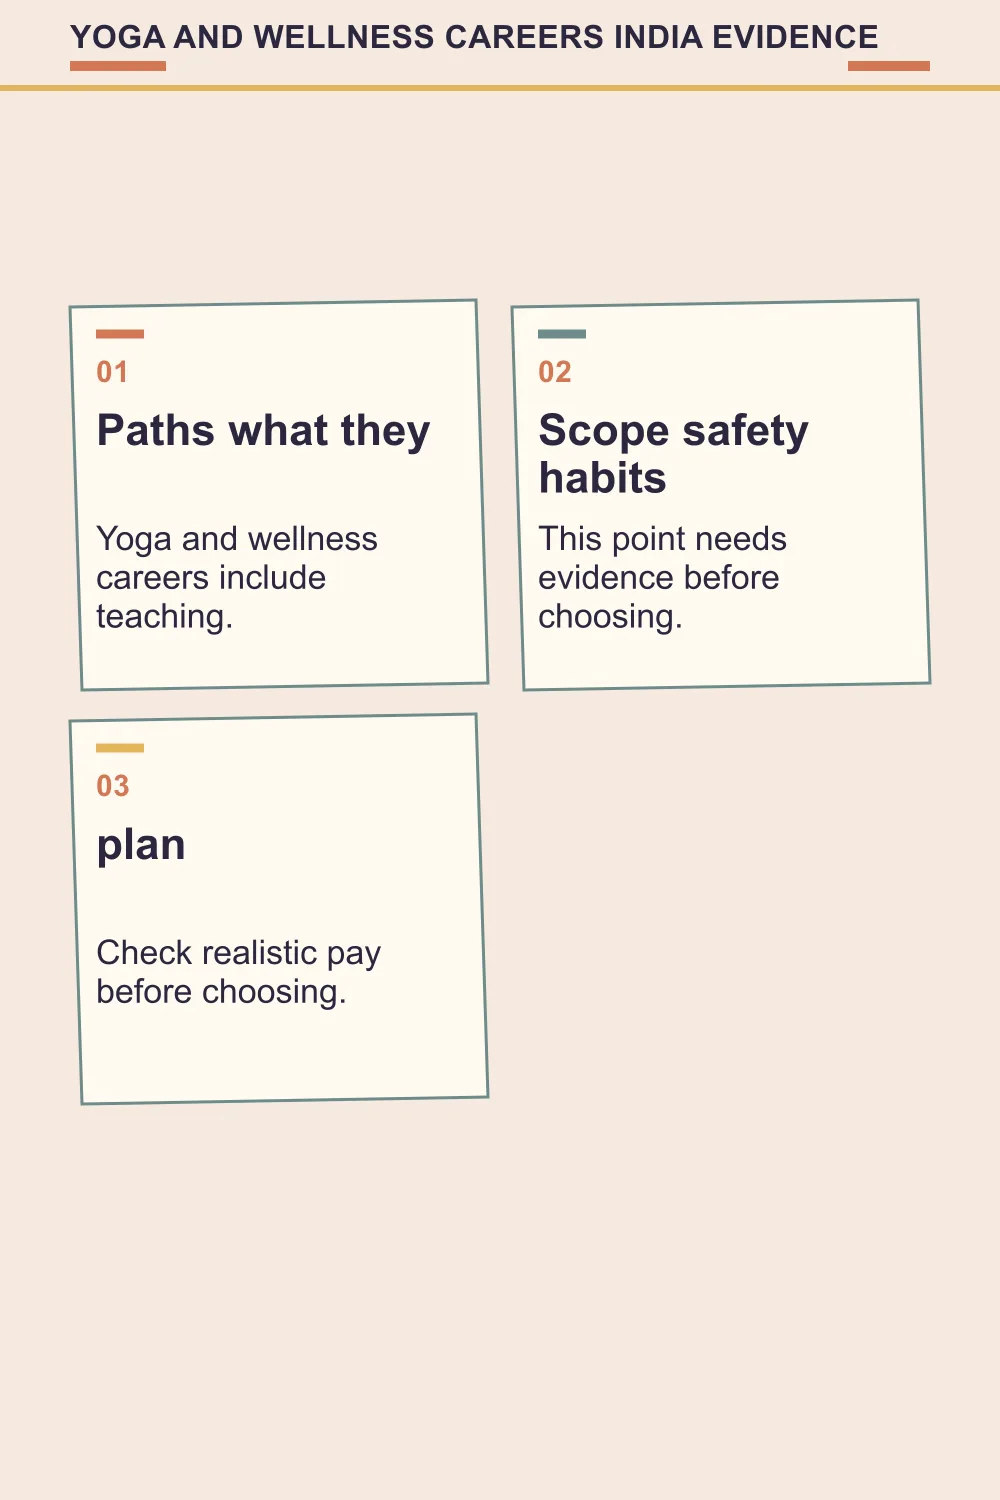 YOGA AND WELLNESS CAREERS INDIA EVIDENCE
01
Paths what they
Yoga and wellness
careers include
teaching.
02
Scope safety
habits
This point needs
evidence before
choosing.
03
plan
Check realistic pay
before choosing.